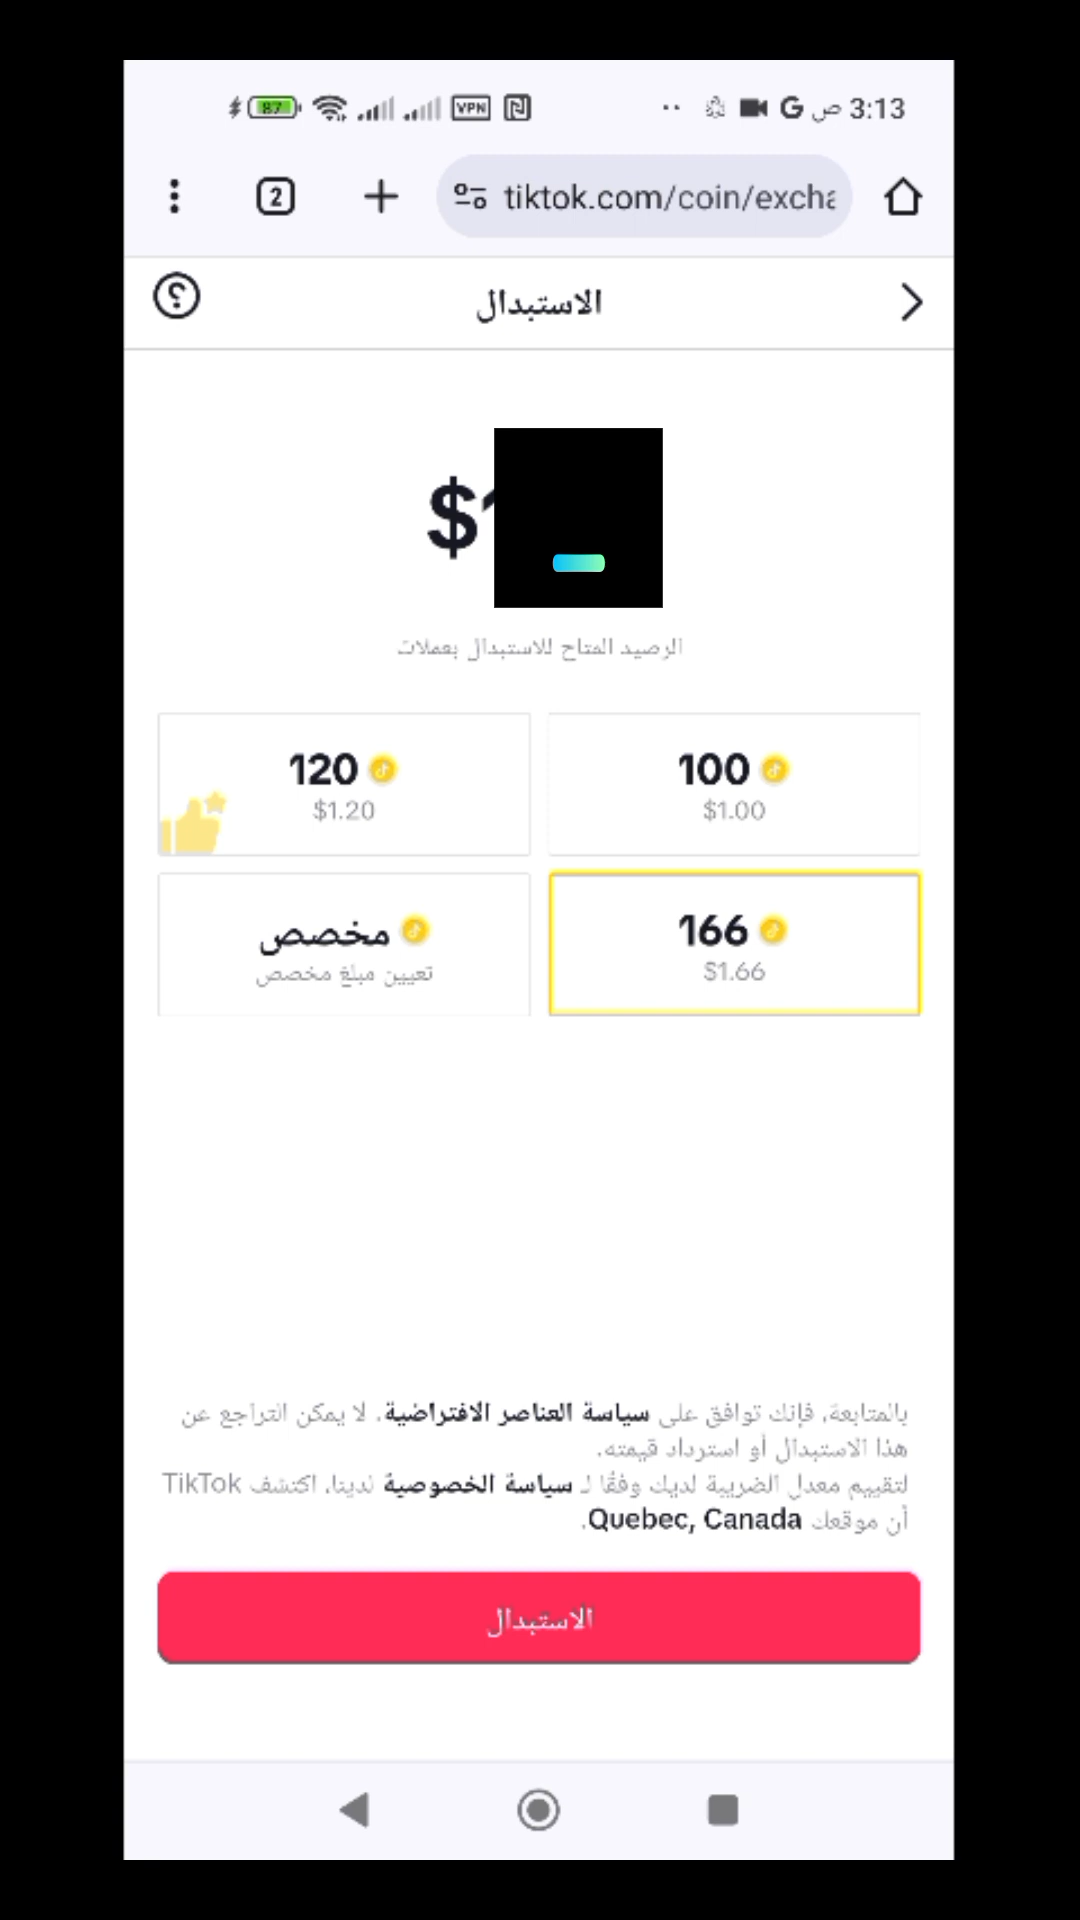 3:13 ص G VPN 87
tiktok.com/coin/excha 2
الاستبدال
$
الرصيد المتاح للاستبدال بعملات
100
$1.00
120
$1.20
166
$1.66
مخصص
تعيين مبلغ مخصص
بالمتابعة، فإنك توافق على سياسة العناصر الافتراضية. لا يمكن التراجع عن
هذا الاستبدال أو استرداد قيمته.
لتقييم معدل الضريبة لديك وفقًا لـ سياسة الخصوصية لدينا، اكتشف TikTok
أن موقعك Quebec, Canada.
الاستبدال